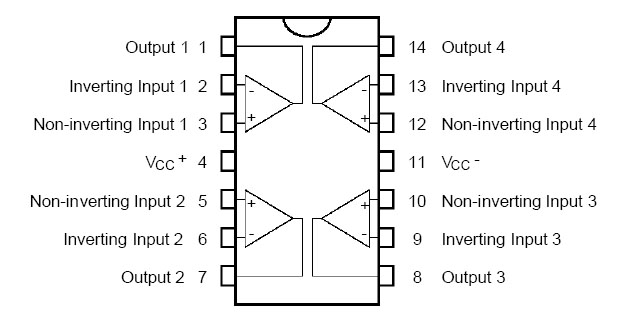 Output 1 1 14 Output 4
Inverting Input 1 2 - - 13 Inverting Input 4
Non-inverting Input 1 3 + + 12 Non-inverting Input 4
VCC + 4 11 VCC -
Non-inverting Input 2 5 + + 10 Non-inverting Input 3
Inverting Input 2 6 - - 9 Inverting Input 3
Output 2 7 8 Output 3